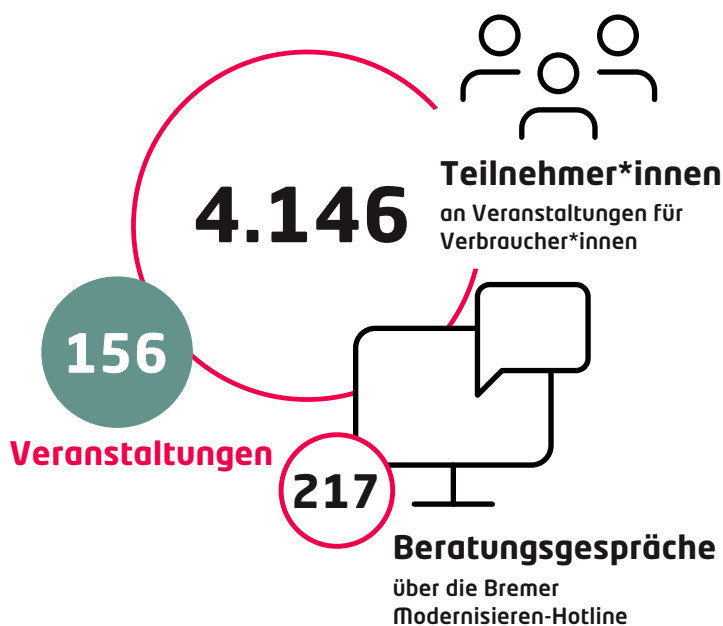 4.146
Teilnehmer*innen
an Veranstaltungen für
Verbraucher*innen
156
Veranstaltungen
217
Beratungsgespräche
über die Bremer
Modernisieren-Hotline